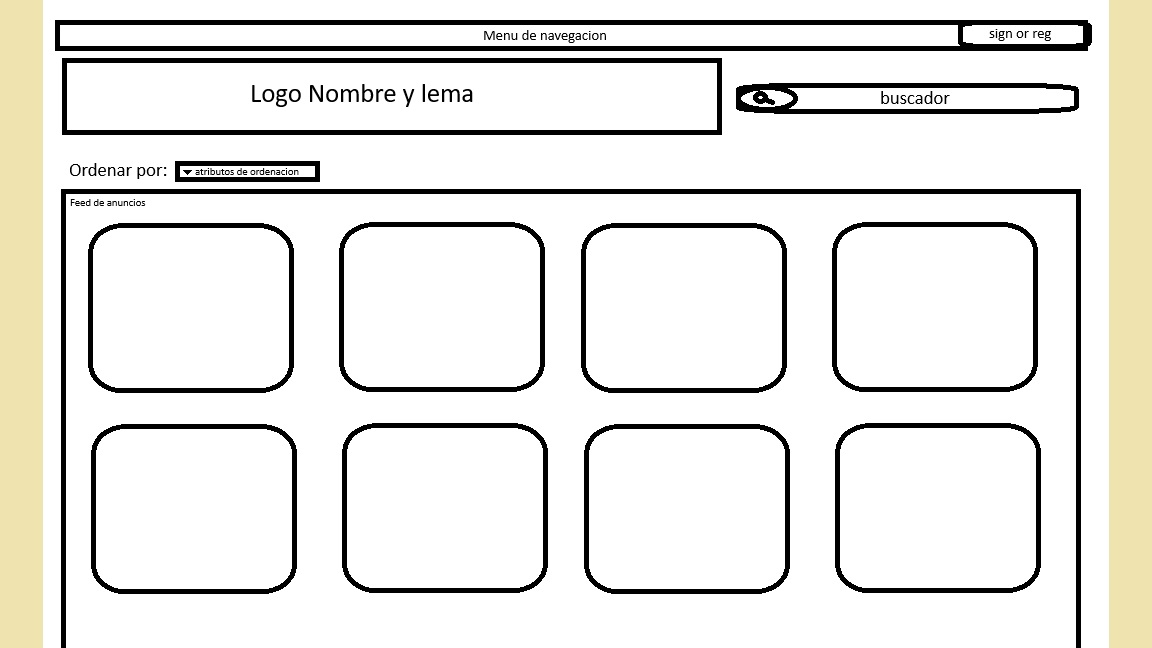 Menu de navegacion
sign or reg
Logo Nombre y lema
buscador
Ordenar por:
atributos de ordenacion
Feed de anuncios